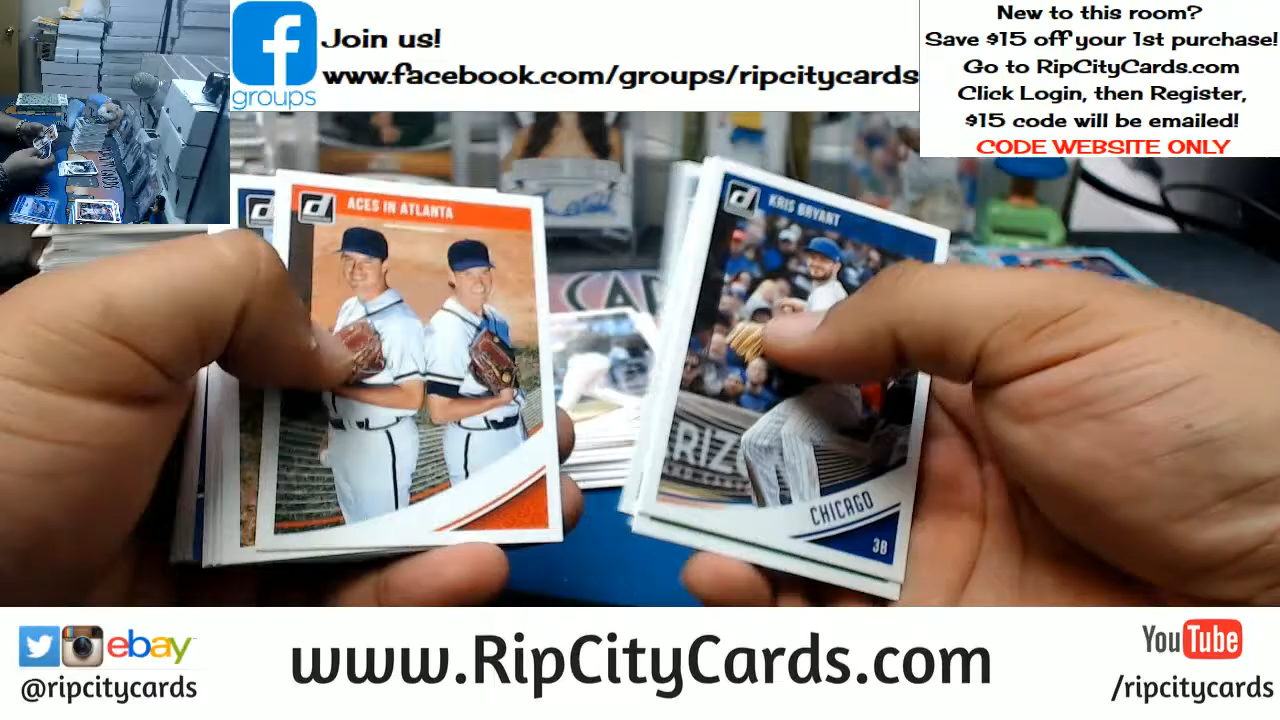 groups
Join us!
www.facebook.com/groups/ripcitycards
New to this room?
Save $15 off your 1st purchase!
Go to RipCityCards.com
Click Login, then Register,
$15 code will be emailed!
CODE WEBSITE ONLY
ACES IN ATLANTA
KRIS BRYANT
CHICAGO
3B
ebay
@ripcitycards
www.RipCityCards.com
YouTube
/ripcitycards